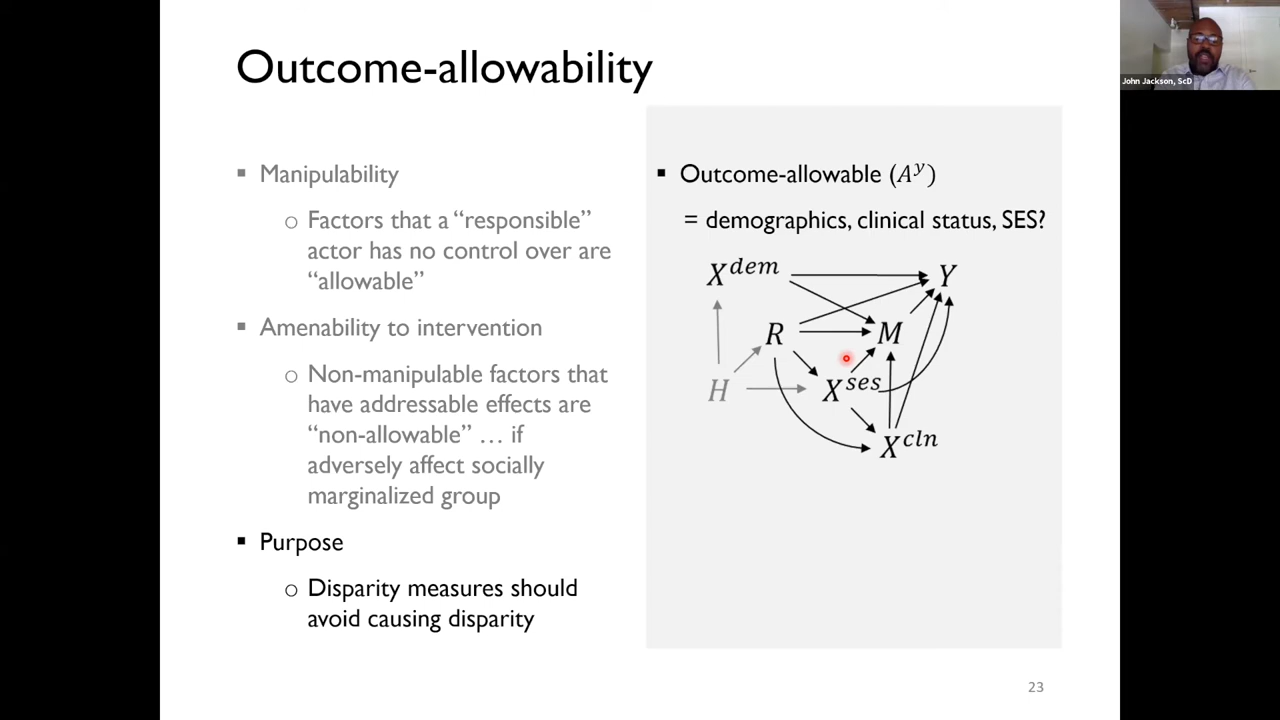 Outcome-allowability
▪ Manipulability
o Factors that a “responsible”
actor has no control over are
“allowable”
▪ Amenability to intervention
o Non-manipulable factors that
have addressable effects are
“non-allowable” … if
adversely affect socially
marginalized group
▪ Purpose
o Disparity measures should
avoid causing disparity
▪ Outcome-allowable (A^y)
= demographics, clinical status, SES?
X^dem Y
R M
H X^ses
X^cln
23
John Jackson, ScD